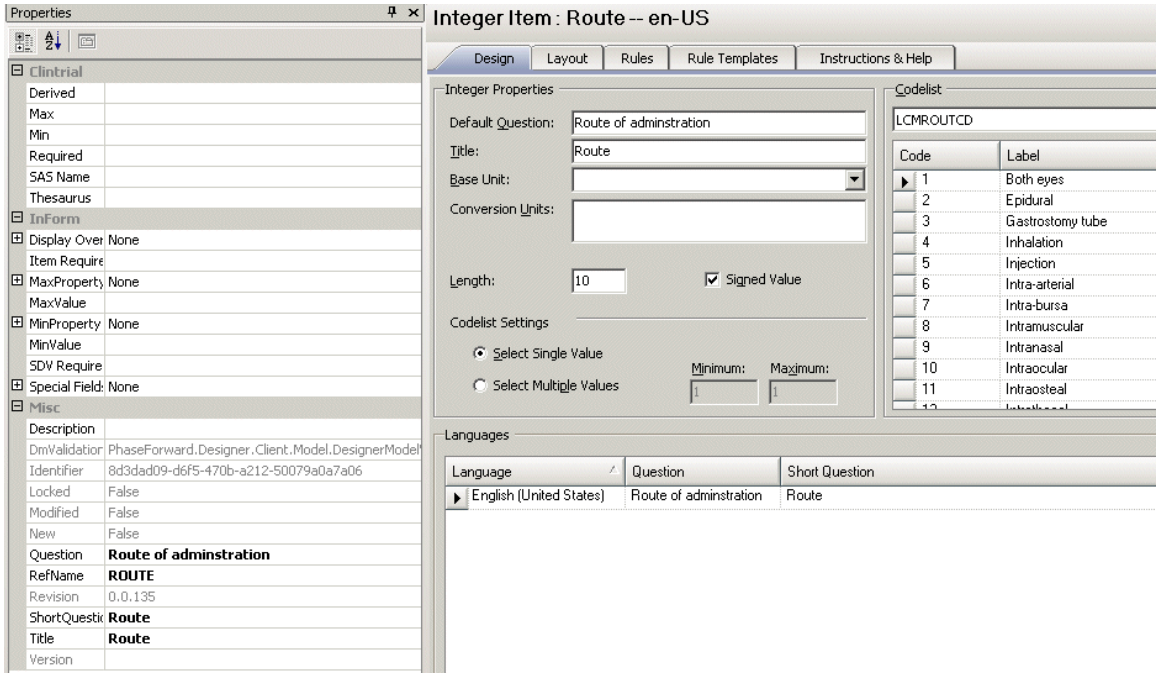 Properties
Clintrial
Derived
Max
Min
Required
SAS Name
Thesaurus
InForm
Display Over None
Item Require
MaxProperty None
MaxValue
MinProperty None
MinValue
SDV Require
Special Field: None
Misc
Description
DmValidation PhaseForward.Designer.Client.Model.DesignerModel
Identifier 8d3dad09-d6f5-470b-a212-50079a0a7a06
Locked False
Modified False
New False
Question Route of adminstration
RefName ROUTE
Revision 0.0.135
ShortQuestic Route
Title Route
Version
Integer Item : Route -- en-US
Design Layout Rules Rule Templates Instructions & Help
Integer Properties
Default Question: Route of adminstration
Title: Route
Base Unit:
Conversion Units:
Length: 10 Signed Value
Codelist Settings
Select Single Value
Select Multiple Values
Minimum: Maximum:
1 1
Codelist
LCMROUTCD
Code Label
1 Both eyes
2 Epidural
3 Gastrostomy tube
4 Inhalation
5 Injection
6 Intra-arterial
7 Intra-bursa
8 Intramuscular
9 Intranasal
10 Intraocular
11 Intraosteal
Languages
Language Question Short Question
English (United States) Route of adminstration Route